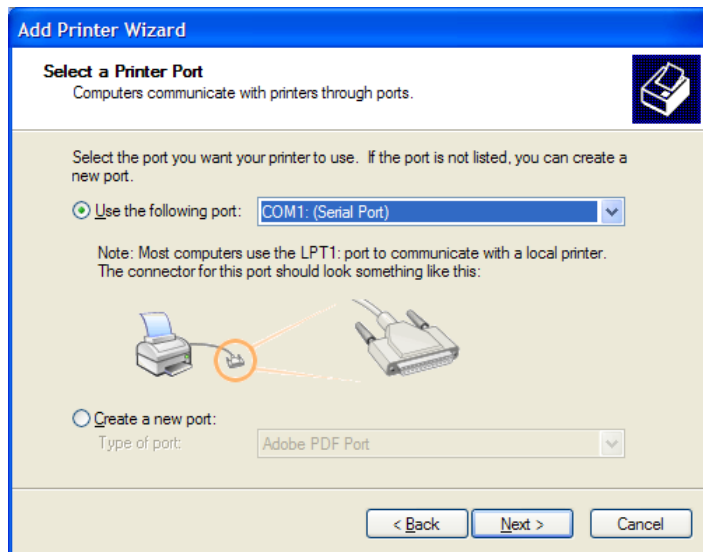 Add Printer Wizard
Select a Printer Port
Computers communicate with printers through ports.
Select the port you want your printer to use.  If the port is not listed, you can create a
new port.
Use the following port: COM1: (Serial Port)
Note: Most computers use the LPT1: port to communicate with a local printer.
The connector for this port should look something like this:
Create a new port:
Type of port: Adobe PDF Port
< Back Next > Cancel